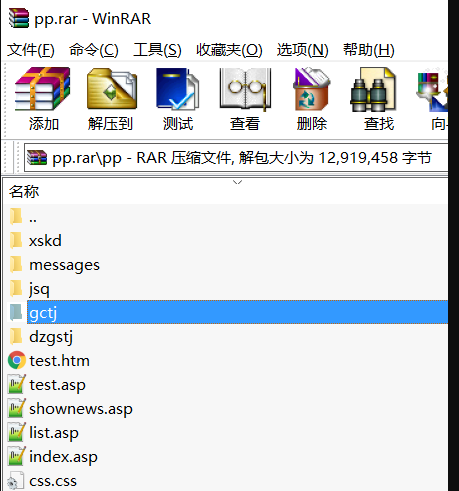 pp.rar - WinRAR
文件(F) 命令(C) 工具(S) 收藏夹(O) 选项(N) 帮助(H)
添加 解压到 测试 查看 删除 查找 向
pp.rar\pp - RAR 压缩文件, 解包大小为 12,919,458 字节
名称
..
xskd
messages
jsq
gctj
dzgstj
test.htm
test.asp
shownews.asp
list.asp
index.asp
css.css